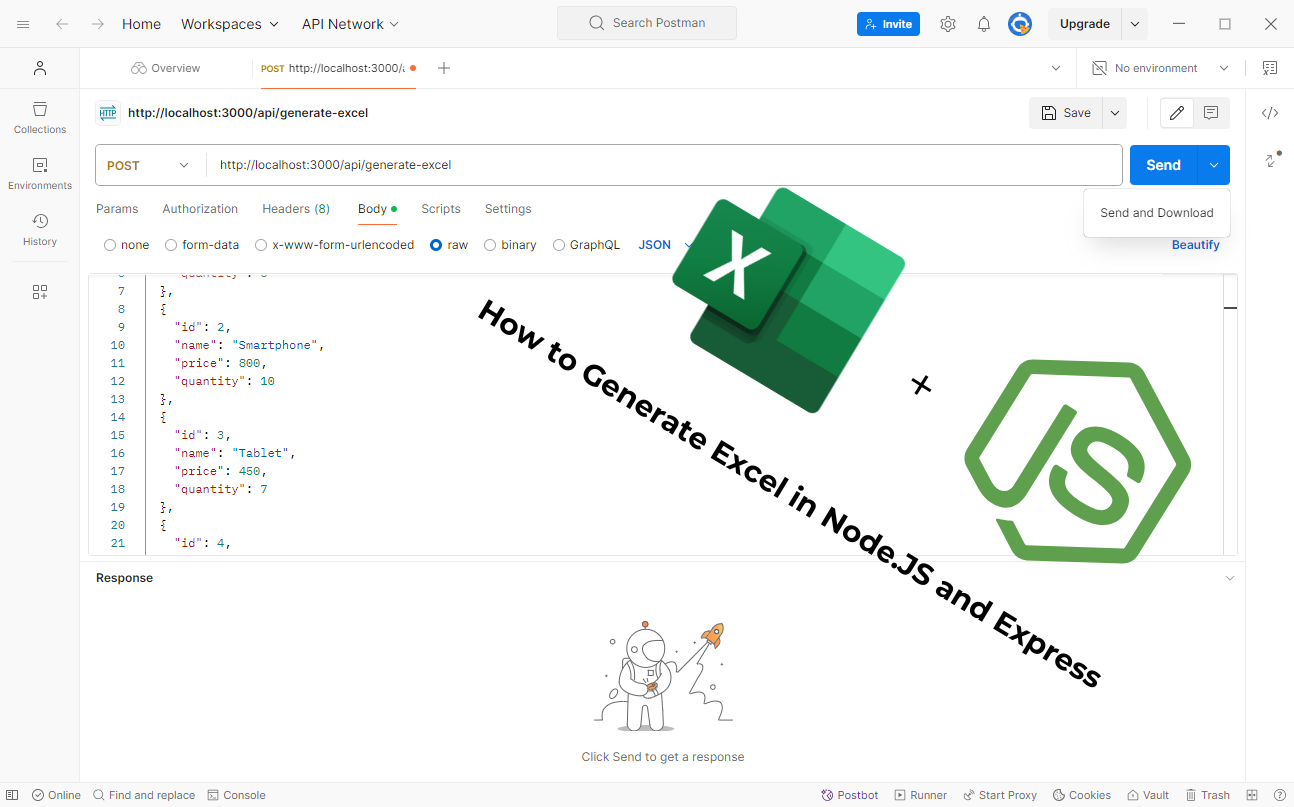 Home Workspaces API Network Search Postman Invite Upgrade
Overview POST http://localhost:3000/a No environment
HTTP http://localhost:3000/api/generate-excel Save
Collections
POST http://localhost:3000/api/generate-excel Send
Environments
Params Authorization Headers (8) Body Scripts Settings Send and Download
History
none form-data x-www-form-urlencoded raw binary GraphQL JSON Beautify
7 },
8 {
9 "id": 2,
10 "name": "Smartphone",
11 "price": 800,
12 "quantity": 10
13 },
14 {
15 "id": 3,
16 "name": "Tablet",
17 "price": 450,
18 "quantity": 7
19 },
20 {
21 "id": 4,
X
How to Generate Excel in Node.JS and Express
+
JS
Response
Click Send to get a response
Online Find and replace Console Postbot Runner Start Proxy Cookies Vault Trash